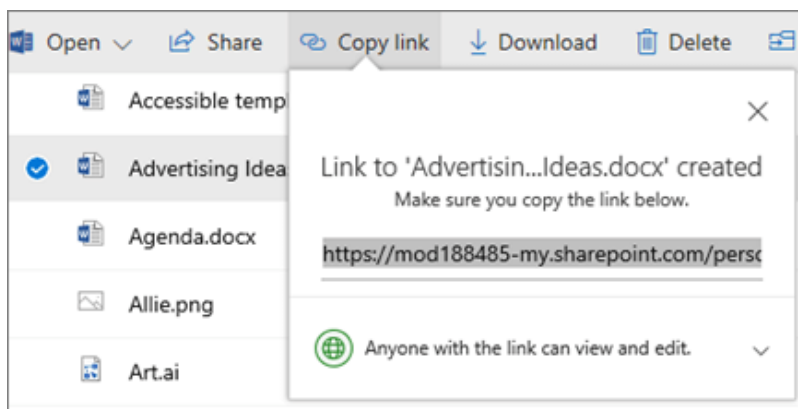 Open Share Copy link Download Delete
Accessible temp
Advertising Idea
Agenda.docx
Allie.png
Art.ai
Link to 'Advertisin...Ideas.docx' created
Make sure you copy the link below.
https://mod188485-my.sharepoint.com/perso
Anyone with the link can view and edit.